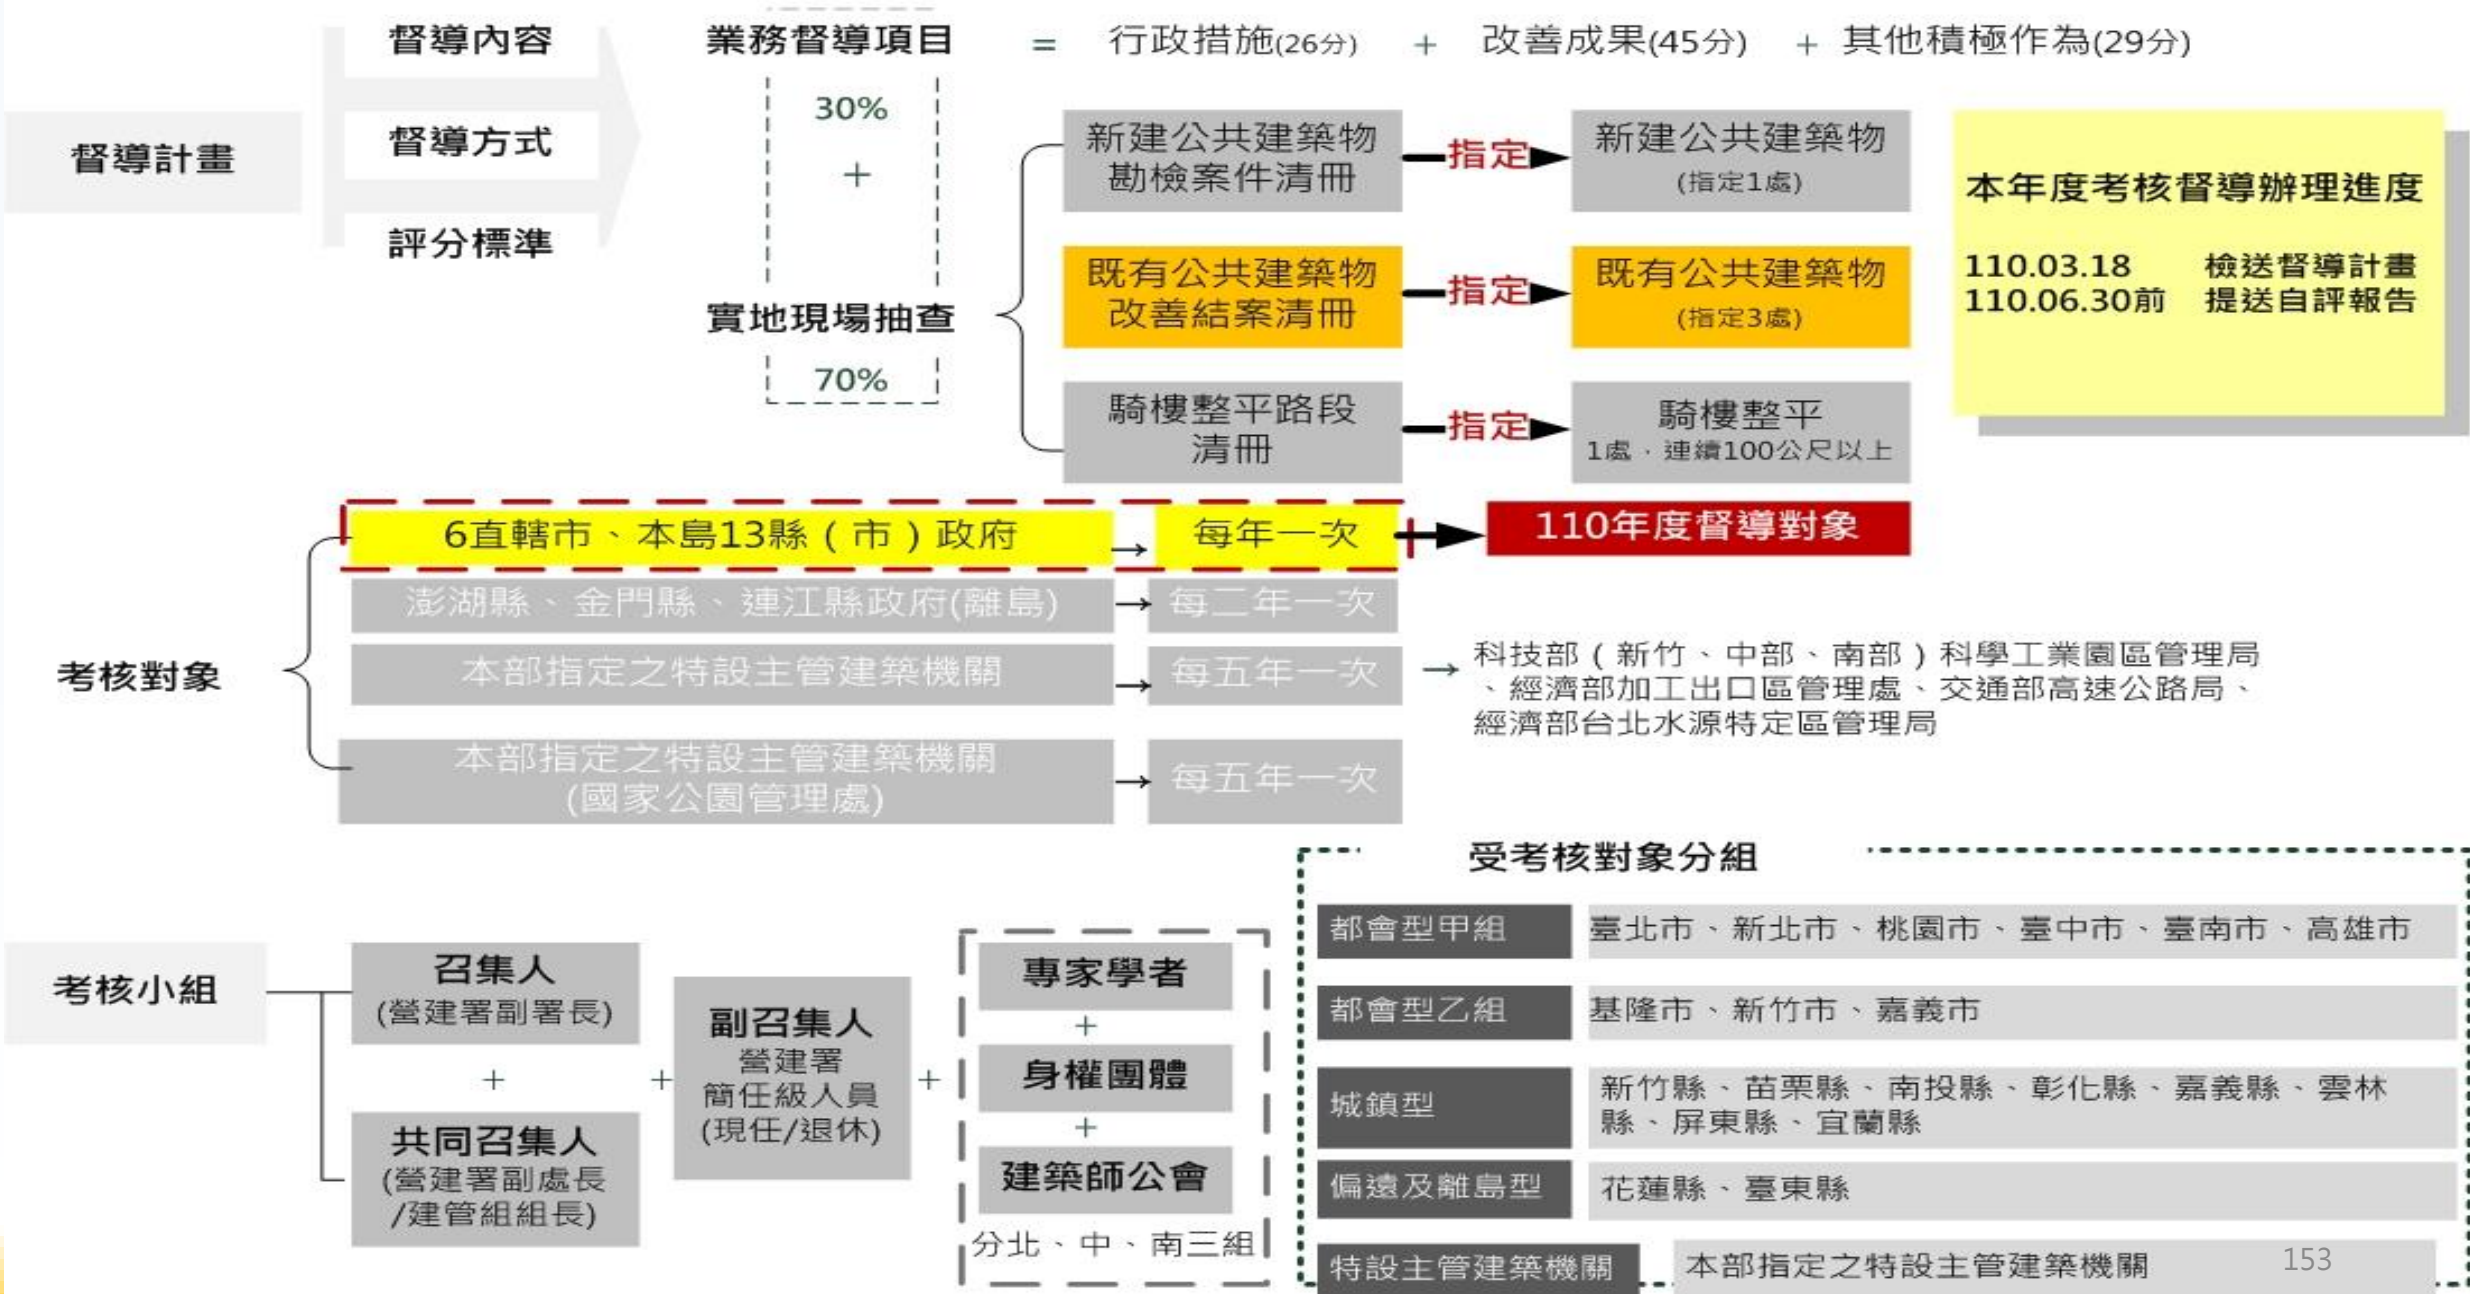 督導內容
業務督導項目 = 行政措施(26分) + 改善成果(45分) + 其他積極作為(29分)
督導計畫
督導方式
評分標準
30%
+
實地現場抽查
70%
新建公共建築物
勘檢案件清冊
指定
新建公共建築物
(指定1處)
既有公共建築物
改善結案清冊
指定
既有公共建築物
(指定3處)
騎樓整平路段
清冊
指定
騎樓整平
1處、連續100公尺以上
本年度考核督導辦理進度
110.03.18 檢送督導計畫
110.06.30前 提送自評報告
考核對象
6直轄市、本島13縣(市)政府 → 每年一次
110年度督導對象
澎湖縣、金門縣、連江縣政府(離島) → 每二年一次
本部指定之特設主管建築機關 → 每五年一次
→ 科技部(新竹、中部、南部)科學工業園區管理局
、經濟部加工出口區管理處、交通部高速公路局、
經濟部台北水源特定區管理局
本部指定之特設主管建築機關
(國家公園管理處)
→ 每五年一次
考核小組
召集人
(營建署副署長)
+
共同召集人
(營建署副處長
/建管組組長)
+
副召集人
營建署
簡任級人員
(現任/退休)
+
專家學者
+
身權團體
+
建築師公會
分北、中、南三組
受考核對象分組
都會型甲組 臺北市、新北市、桃園市、臺中市、臺南市、高雄市
都會型乙組 基隆市、新竹市、嘉義市
城鎮型
新竹縣、苗栗縣、南投縣、彰化縣、嘉義縣、雲林
縣、屏東縣、宜蘭縣
偏遠及離島型 花蓮縣、臺東縣
特設主管建築機關 本部指定之特設主管建築機關
153